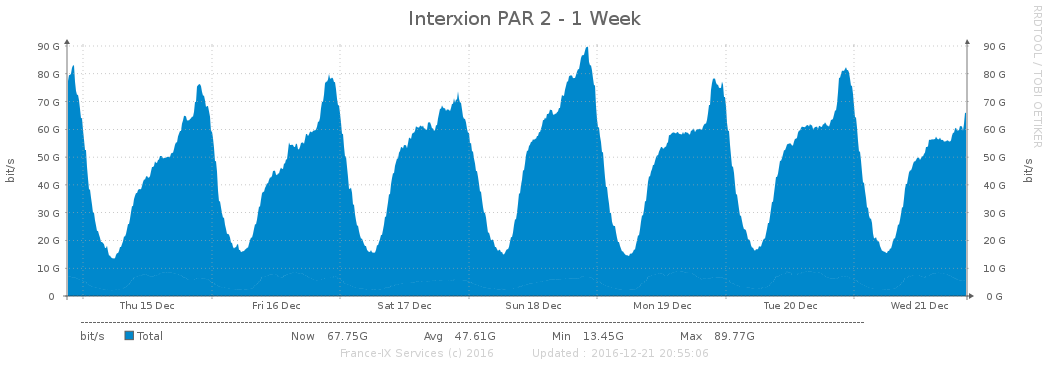 Interxion PAR 2 - 1 Week
RRDTOOL / TOBI OETIKER
bit/s
90 G
80 G
70 G
60 G
50 G
40 G
30 G
20 G
10 G
0
90 G
80 G
70 G
60 G
50 G
40 G
30 G
20 G
10 G
0 G
bit/s
Thu 15 Dec Fri 16 Dec Sat 17 Dec Sun 18 Dec Mon 19 Dec Tue 20 Dec Wed 21 Dec
bit/s Total Now 67.75G Avg 47.61G Min 13.45G Max 89.77G
France-IX Services (c) 2016 Updated : 2016-12-21 20:55:06